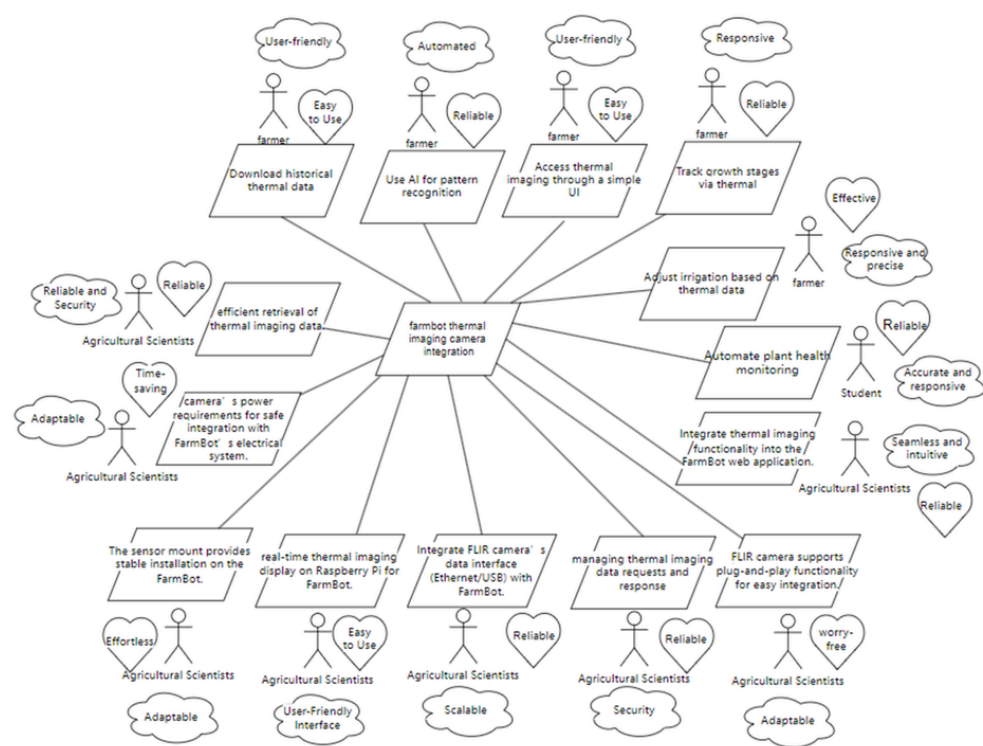 User-friendly
Automated
User-friendly
Responsive
Easy
to Use
Reliable
Easy
to Use
Reliable
farmer
farmer
farmer
farmer
Download historical
thermal data
Use AI for pattern
recognition
Access thermal
imaging through a simple
UI
Track growth stages
via thermal
Effective
Responsive and
precise
farmer
Adjust irrigation based on
thermal data
Reliable and
Security
Reliable
Agricultural Scientists
efficient retrieval of
thermal imaging data.
farmbot thermal
imaging camera
integration
Reliable
Automate plant health
monitoring
Accurate and
responsive
Student
Time-
saving
Adaptable
Agricultural Scientists
camera's power
requirements for safe
integration with
FarmBot's electrical
system.
Integrate thermal imaging
functionality into the
FarmBot web application.
Seamless and
intuitive
Agricultural Scientists
Reliable
The sensor mount provides
stable installation on the
FarmBot.
real-time thermal imaging
display on Raspberry Pi for
FarmBot.
Integrate FLIR camera's
data interface
(Ethernet/USB) with
FarmBot.
managing thermal imaging
data requests and
response
FLIR camera supports
plug-and-play functionality
for easy integration.
Effortless
Easy
to Use
Reliable
Reliable
worry-
free
Agricultural Scientists
Agricultural Scientists
Agricultural Scientists
Agricultural Scientists
Agricultural Scientists
Adaptable
User-Friendly
Interface
Scalable
Security
Adaptable